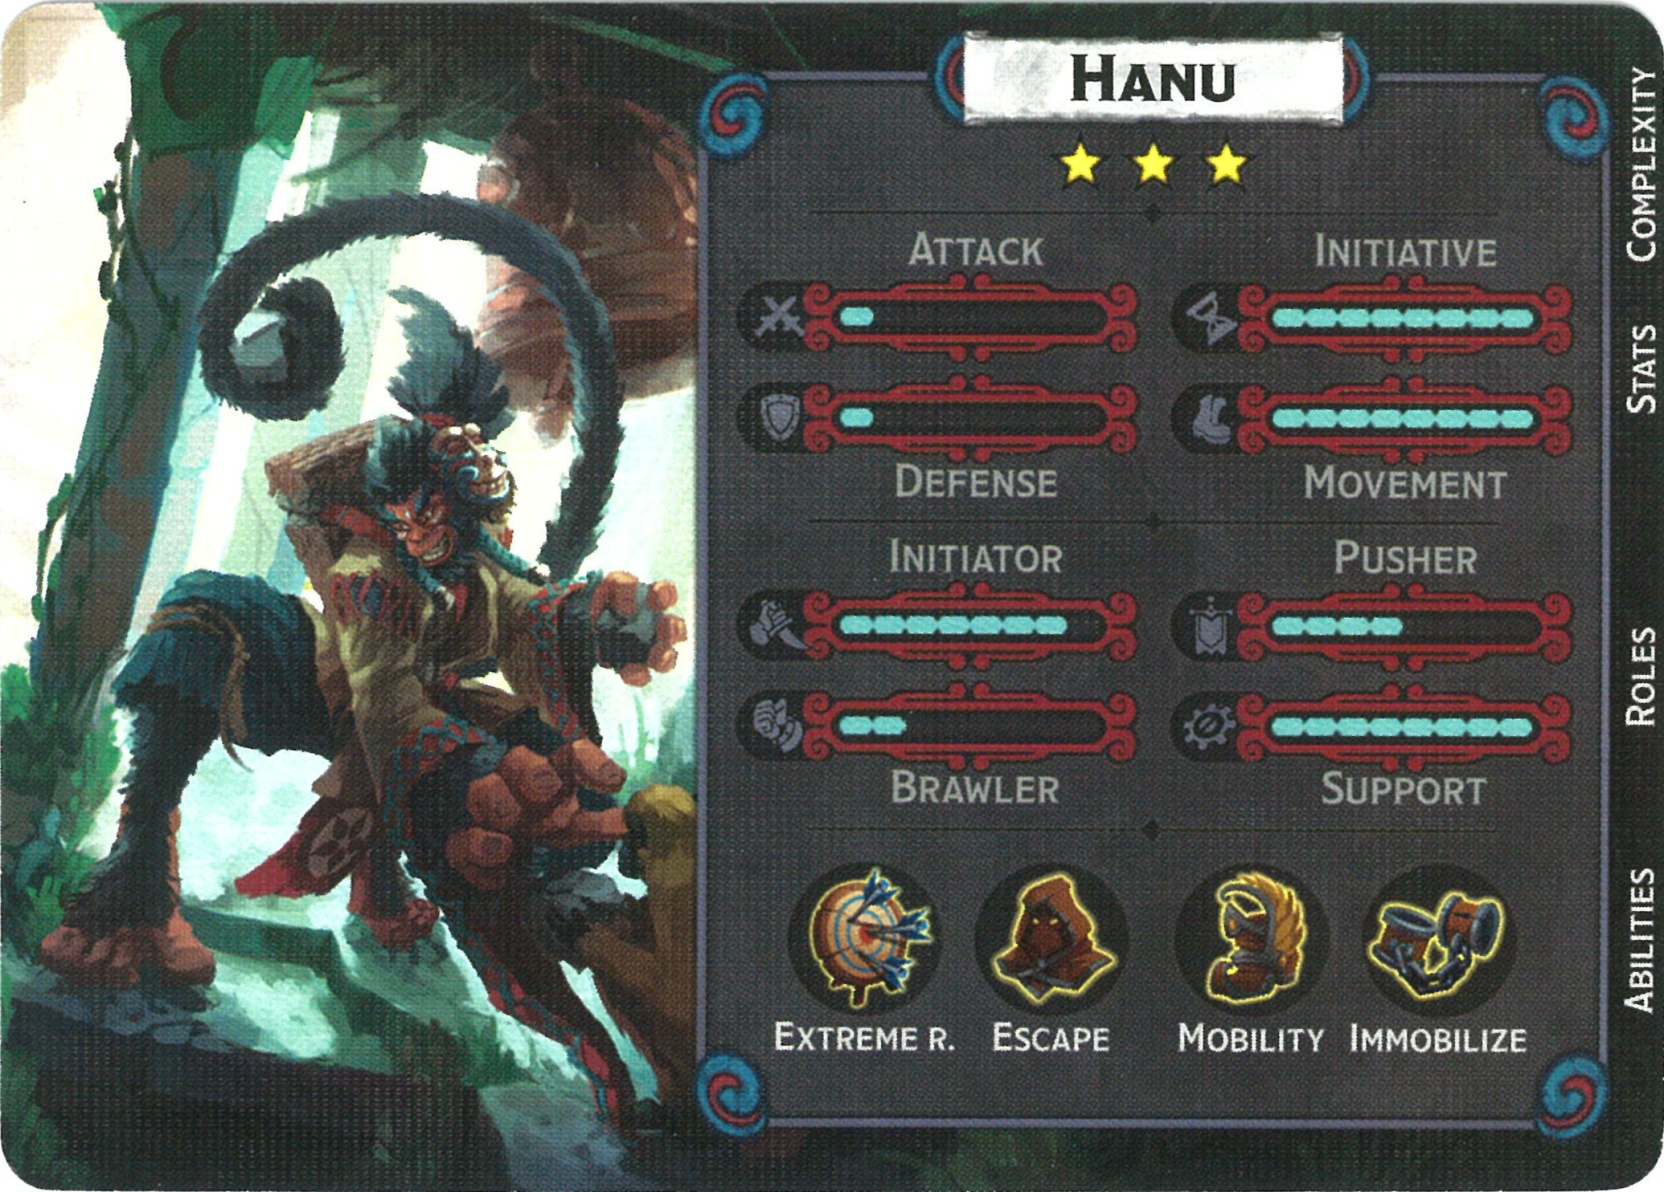 HANU
ATTACK
INITIATIVE
DEFENSE
MOVEMENT
INITIATOR
PUSHER
BRAWLER
SUPPORT
EXTREME R.
ESCAPE
MOBILITY
IMMOBILIZE
COMPLEXITY
STATS
ROLES
ABILITIES